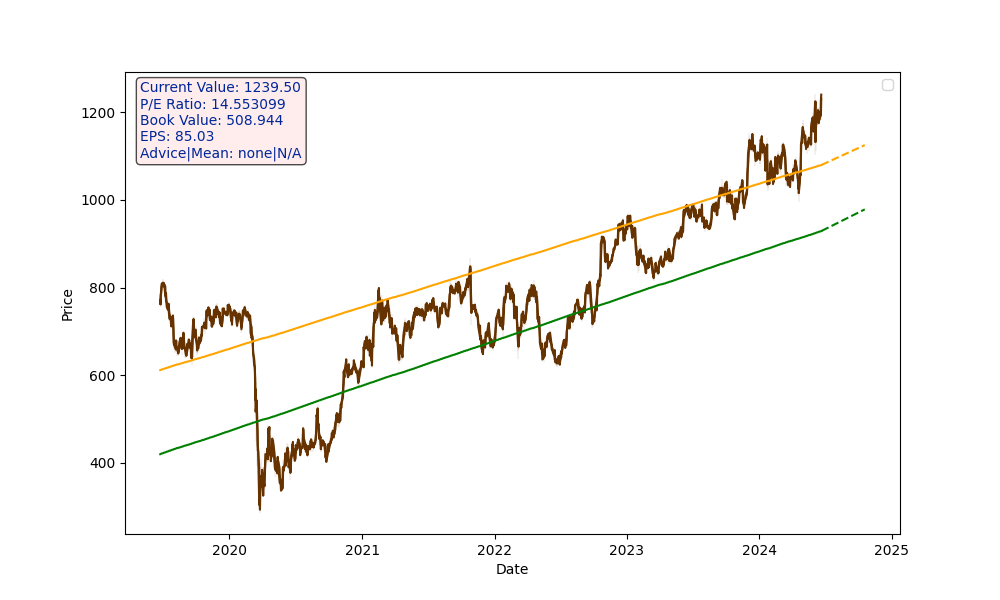 Current Value: 1239.50
P/E Ratio: 14.553099
Book Value: 508.944
EPS: 85.03
Advice|Mean: none|N/A
1200
1000
800
600
400
Price
2020
2021
2022
2023
2024
2025
Date